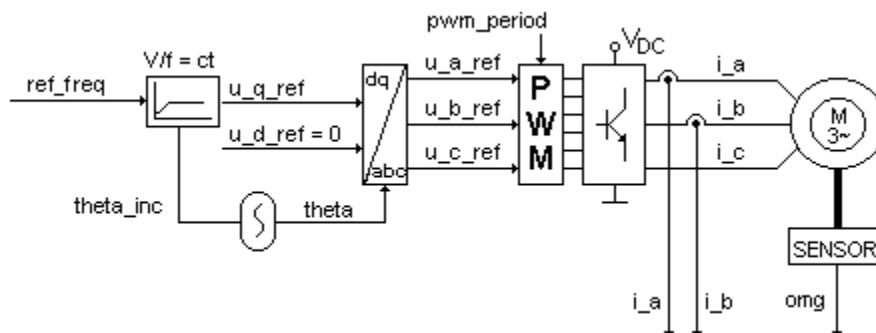 pwm_period
V/f = ct
V DC
ref_freq
u_q_ref
dq
u_a_ref
P
i_a
u_b_ref
W
i_b
M
3~
u_d_ref = 0
u_c_ref
M
i_c
abc
theta_inc
theta
SENSOR
i_a
i_b
omg